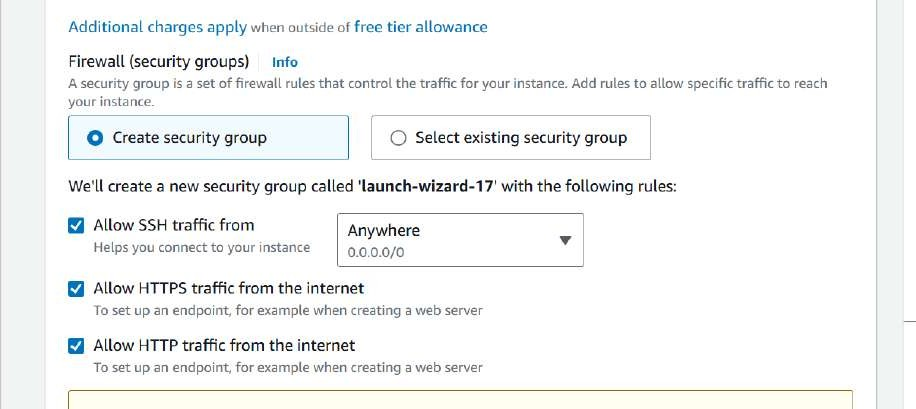 Additional charges apply when outside of free tier allowance
Firewall (security groups) Info
A security group is a set of firewall rules that control the traffic for your instance. Add rules to allow specific traffic to reach
your instance.
Create security group
Select existing security group
We'll create a new security group called 'launch-wizard-17' with the following rules:
Allow SSH traffic from
Helps you connect to your instance
Anywhere
0.0.0.0/0
Allow HTTPS traffic from the internet
To set up an endpoint, for example when creating a web server
Allow HTTP traffic from the internet
To set up an endpoint, for example when creating a web server